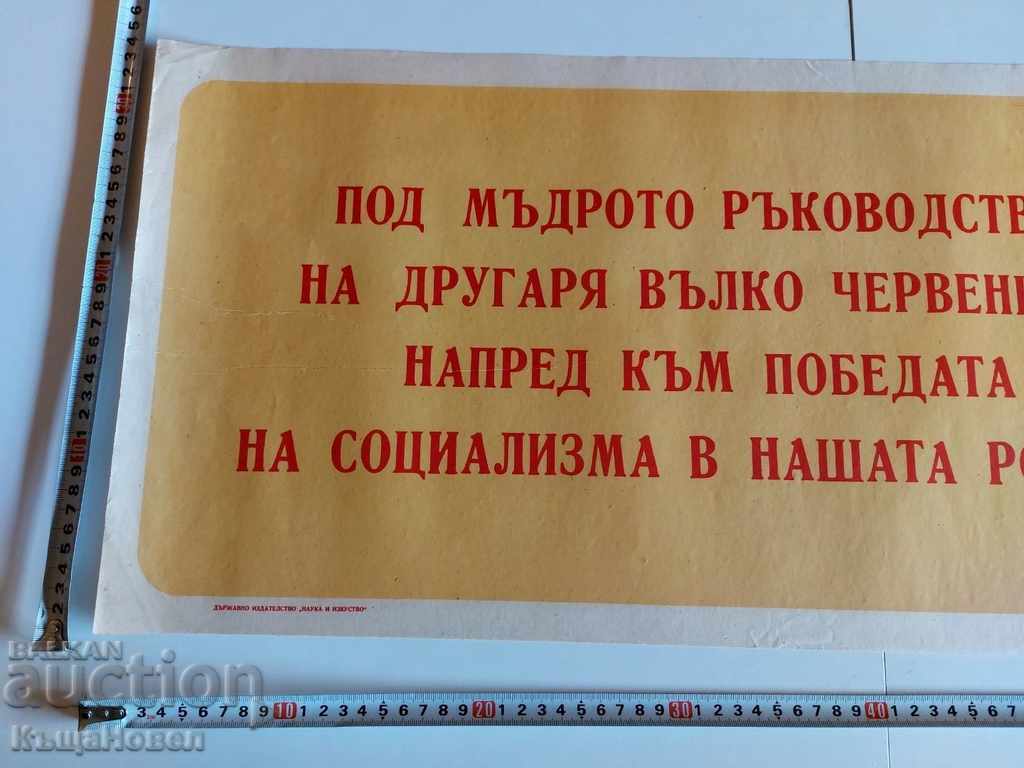 ПОД МЪДРОТО РЪКОВОДСТВ
НА ДРУГАРЯ ВЪЛКО ЧЕРВЕН
НАПРЕД КЪМ ПОБЕДАТА
НА СОЦИАЛИЗМА В НАШАТА РО
ДЪРЖАВНО ИЗДАТЕЛСТВО „НАУКА И ИЗКУСТВО“
BALKAN
auction
КъщаНовел